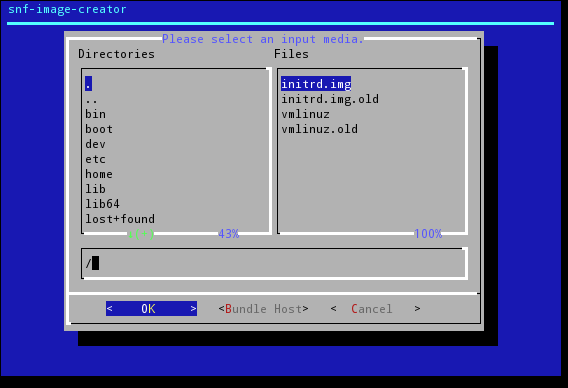 snf-image-creator
Please select an input media.
Directories
Files
.
..
bin
boot
dev
etc
home
lib
lib64
lost+found
43%
initrd.img
initrd.img.old
vmlinuz
vmlinuz.old
100%
/
< OK > <Bundle Host> < Cancel >